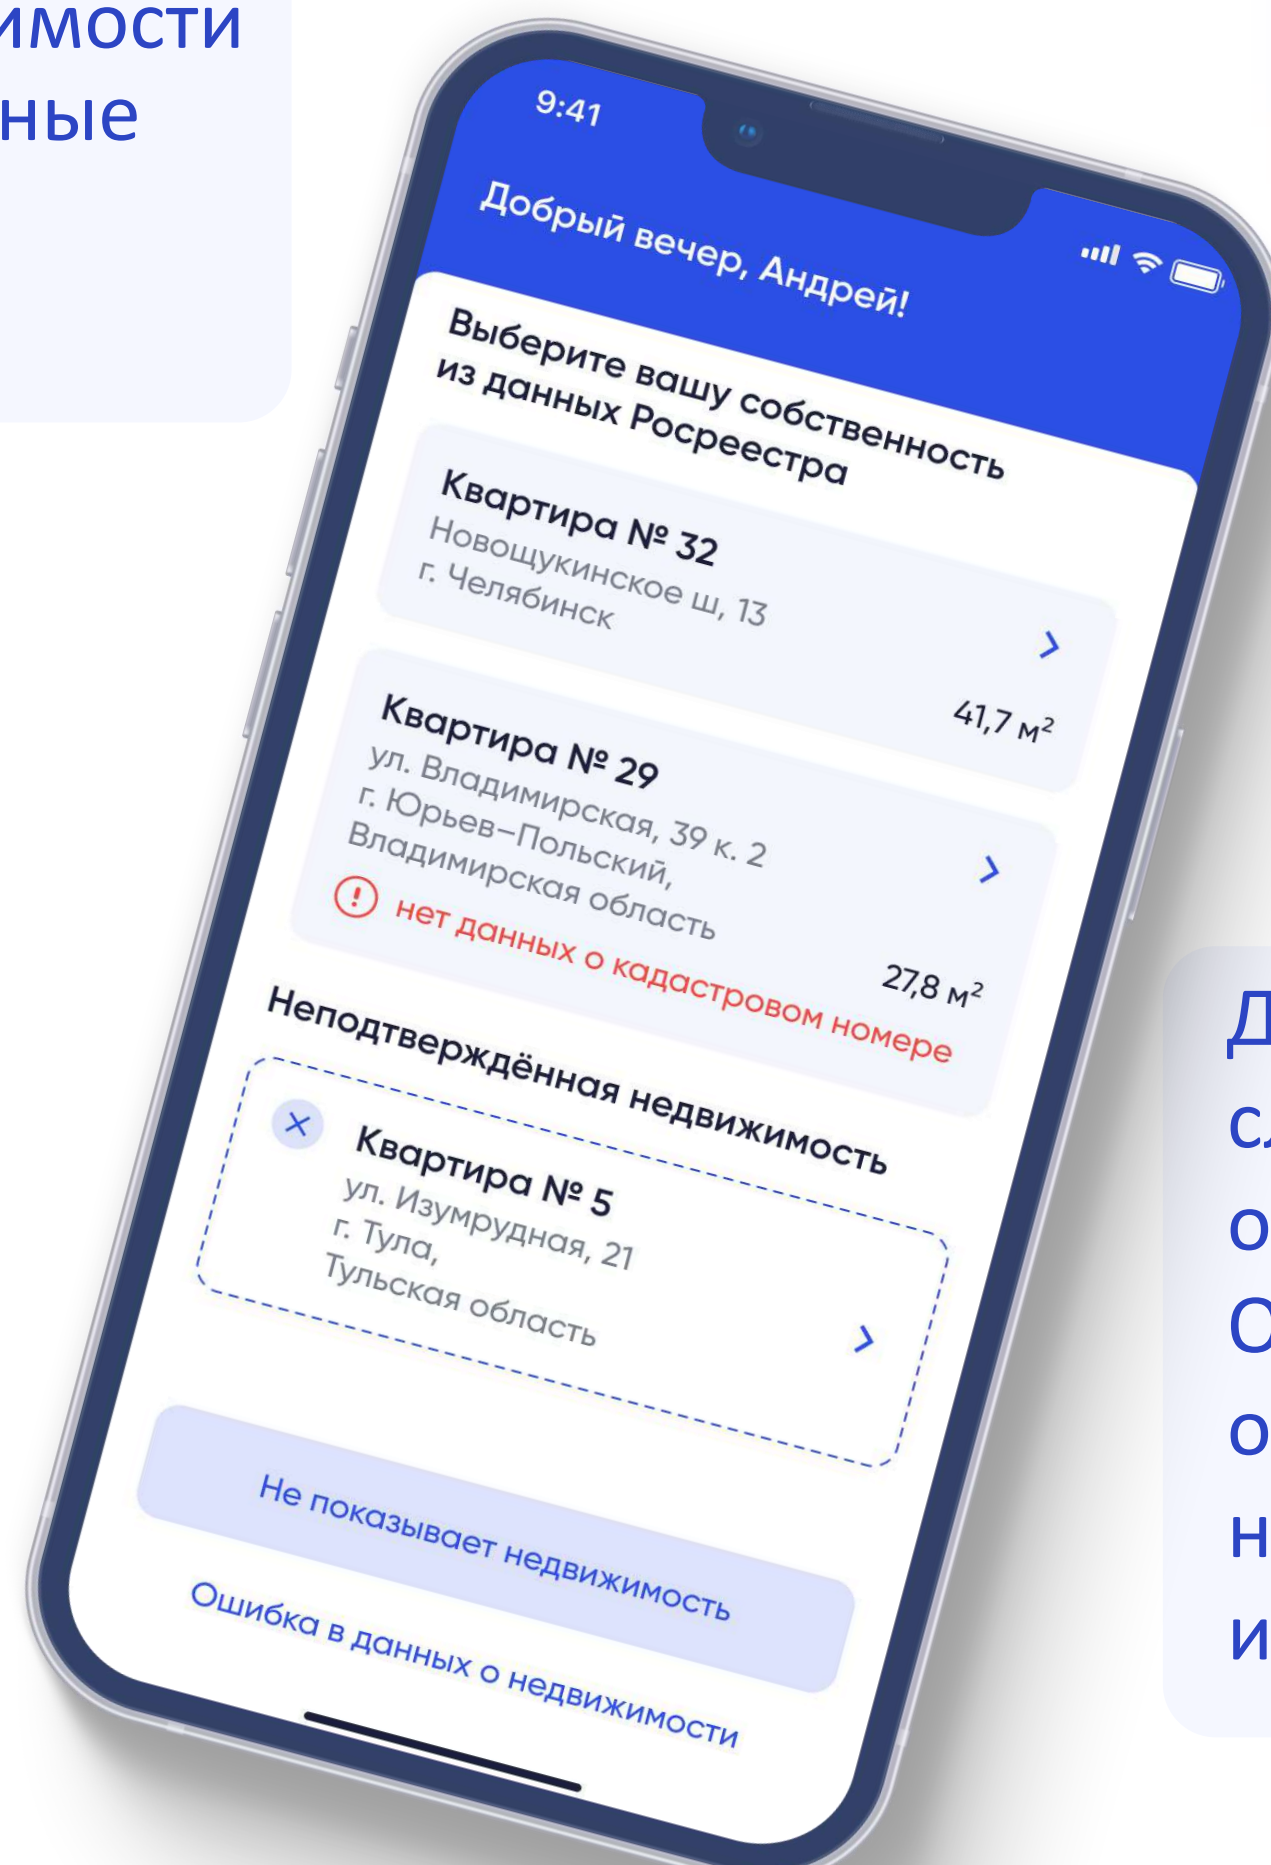 9:41
Добрый вечер, Андрей!
Выберите вашу собственность
из данных Росреестра
Квартира № 32
Новощукинское ш, 13
г. Челябинск
41,7 м²
Квартира № 29
ул. Владимирская, 39 к. 2
г. Юрьев–Польский,
Владимирская область
27,8 м²
нет данных о кадастровом номере
Неподтверждённая недвижимость
Квартира № 5
ул. Изумрудная, 21
г. Тула,
Тульская область
Не показывает недвижимость
Ошибка в данных о недвижимости